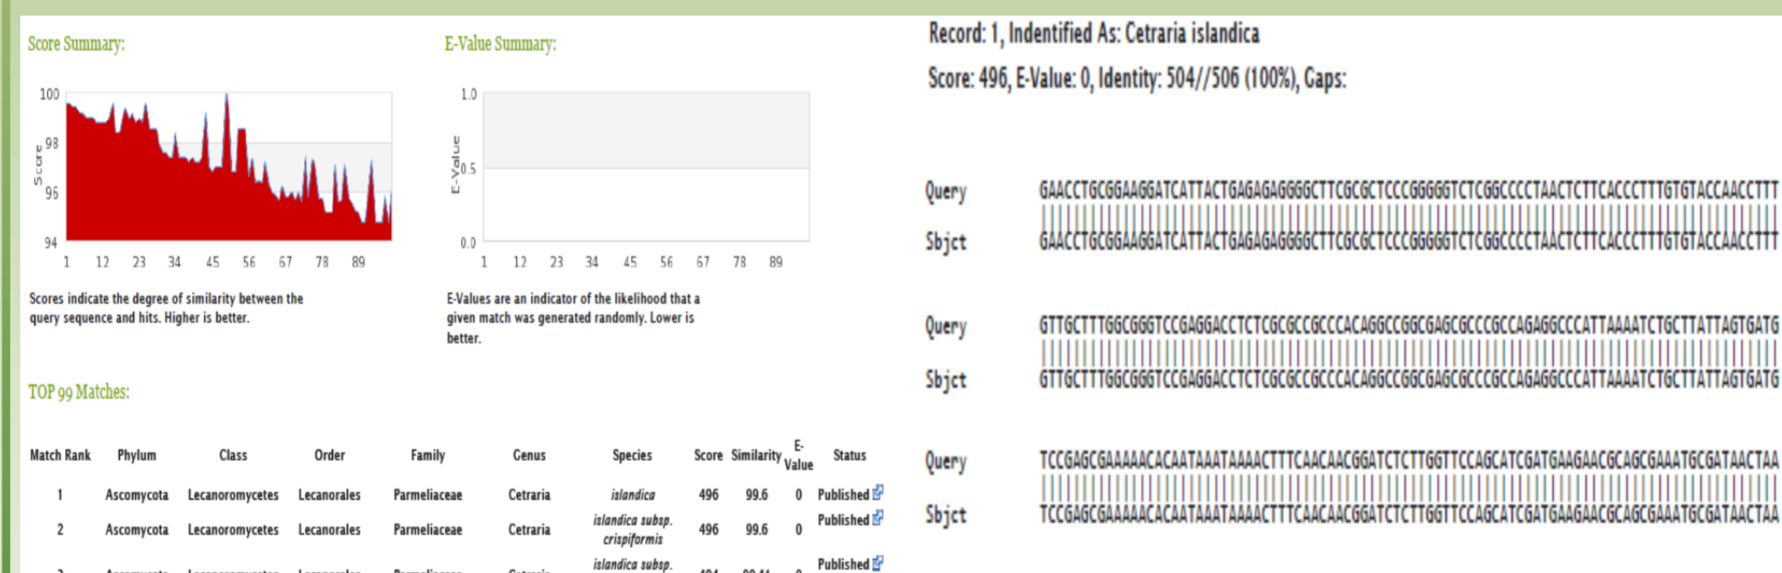 Score Summary:
100
98
96
94
Score
1 12 23 34 45 56 67 78 89
Scores indicate the degree of similarity between the
query sequence and hits. Higher is better.
E-Value Summary:
1.0
0.5
0.0
E-Value
1 12 23 34 45 56 67 78 89
E-Values are an indicator of the likelihood that a
given match was generated randomly. Lower is
better.
TOP 99 Matches:
Match Rank Phylum Class Order Family Genus Species Score Similarity E-Value Status
1 Ascomycota Lecanoromycetes Lecanorales Parmeliaceae Cetraria islandica 496 99.6 0 Published
2 Ascomycota Lecanoromycetes Lecanorales Parmeliaceae Cetraria islandica subsp. crispiformis 496 99.6 0 Published
islandica subsp. Published
Record: 1, Indentified As: Cetraria islandica
Score: 496, E-Value: 0, Identity: 504//506 (100%), Gaps:
Query GAACCTGCGGAAGGATCATTACTGAGAGAGGGGCTTCGCGCTCCCGGGGGTCTCGGCCCCTAACTCTTCACCCTTTGTGTACCAACCTTT
Sbjct GAACCTGCGGAAGGATCATTACTGAGAGAGGGGCTTCGCGCTCCCGGGGGTCTCGGCCCCTAACTCTTCACCCTTTGTGTACCAACCTTT
Query GTTGCTTTGGCGGGTCCGAGGACCTCTCGCGCCGCCCACAGGCCGGCGAGCGCCCGCCAGAGGCCCATTAAAATCTGCTTATTAGTGATG
Sbjct GTTGCTTTGGCGGGTCCGAGGACCTCTCGCGCCGCCCACAGGCCGGCGAGCGCCCGCCAGAGGCCCATTAAAATCTGCTTATTAGTGATG
Query TCCGAGCGAAAAACACAATAAATAAAACTTTCAACAACGGATCTCTTGGTTCCAGCATCGATGAAGAACGCAGCGAAATGCGATAACTAA
Sbjct TCCGAGCGAAAAACACAATAAATAAAACTTTCAACAACGGATCTCTTGGTTCCAGCATCGATGAAGAACGCAGCGAAATGCGATAACTAA